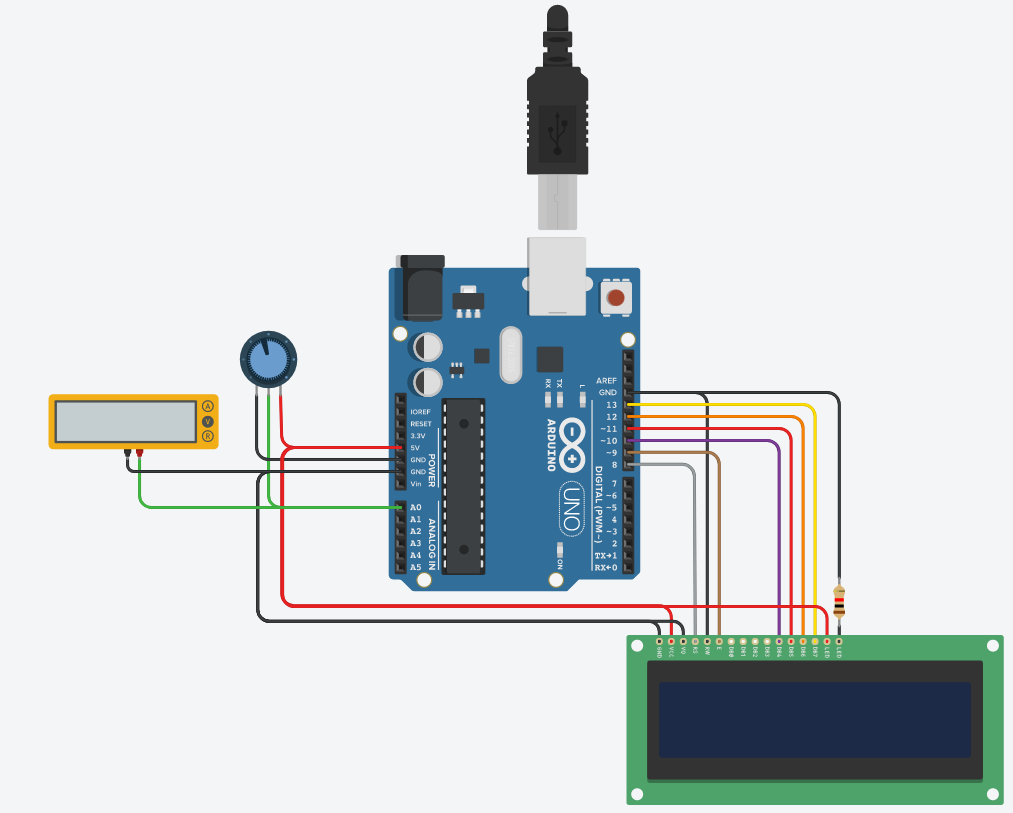 A
V
R
IOREF
RESET
3.3V
5V
GND
GND
Vin
POWER
A0
A1
A2
A3
A4
A5
ANALOG IN
RX
TX
L
ARDUINO
UNO
ON
AREF
GND
13
12
~11
~10
~9
8
7
~6
~5
4
~3
2
TX→1
RX←0
DIGITAL (PWM~)
GND
VCC
V0
RS
RW
E
DB0
DB1
DB2
DB3
DB4
DB5
DB6
DB7
LED
LED